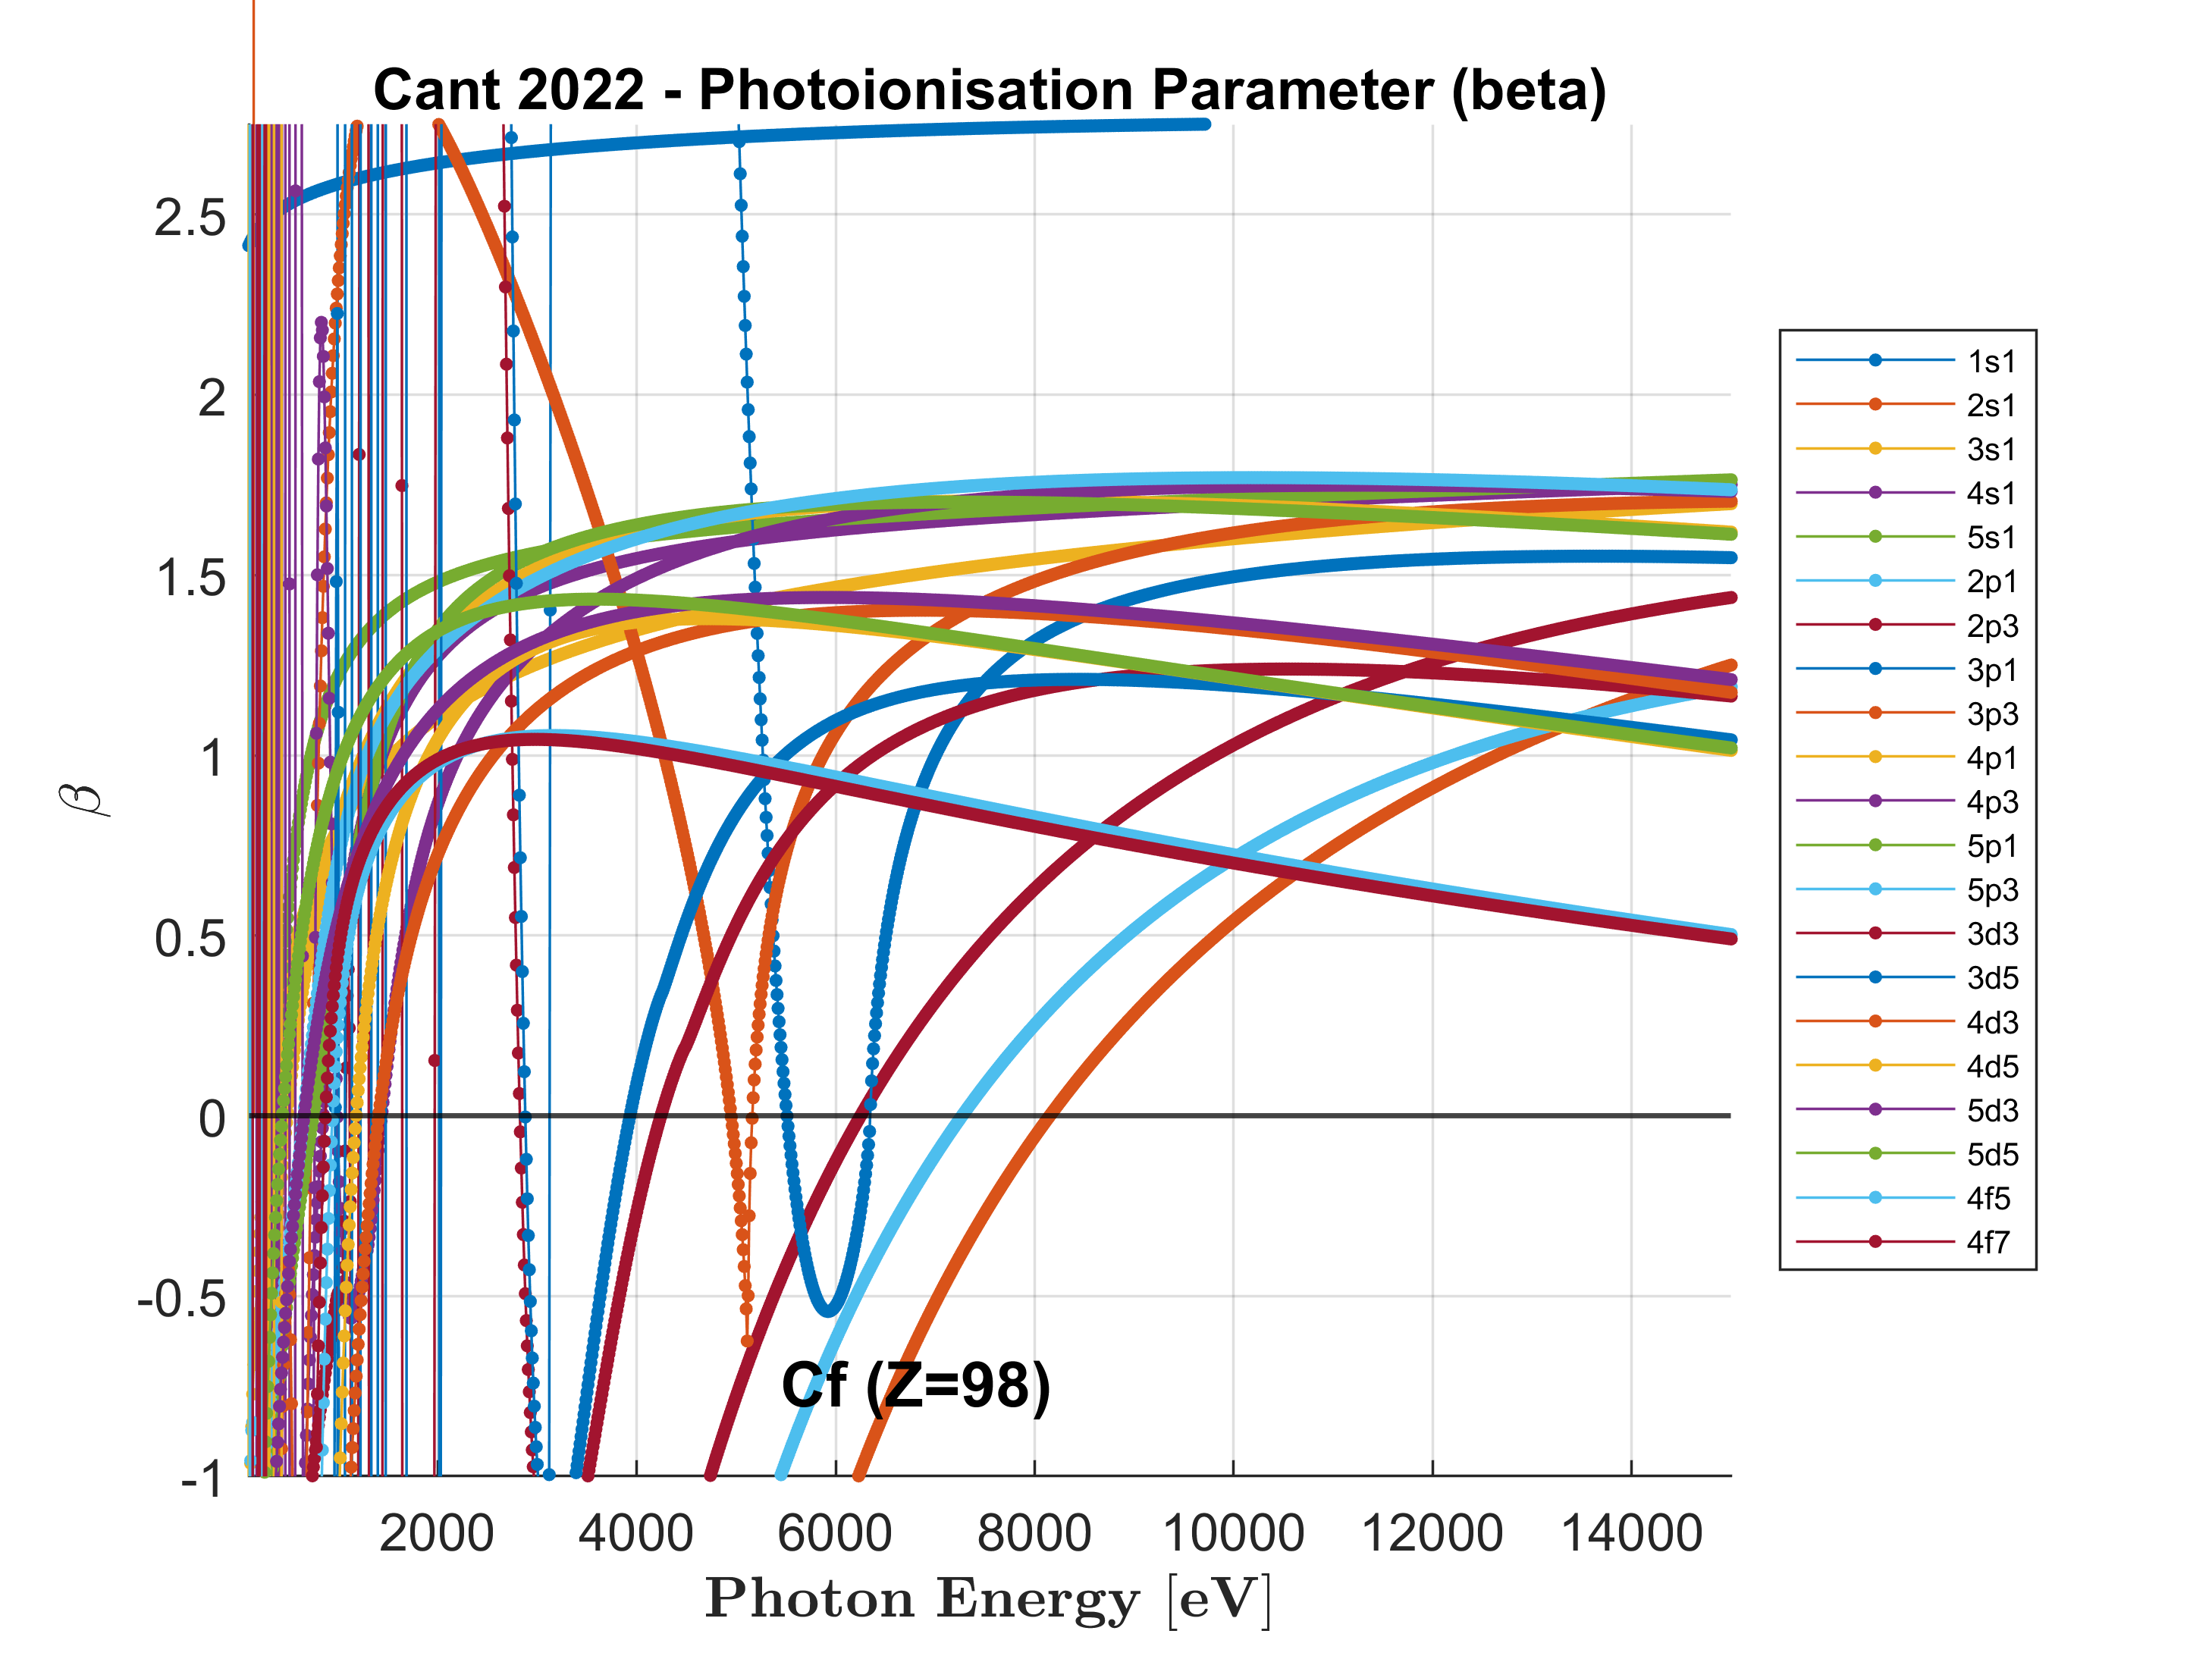 Cant 2022 - Photoionisation Parameter (beta)
2.5
2
1.5
1
0.5
0
-0.5
-1
β
2000 4000 6000 8000 10000 12000 14000
Photon Energy [eV]
Cf (Z=98)
1s1
2s1
3s1
4s1
5s1
2p1
2p3
3p1
3p3
4p1
4p3
5p1
5p3
3d3
3d5
4d3
4d5
5d3
5d5
4f5
4f7